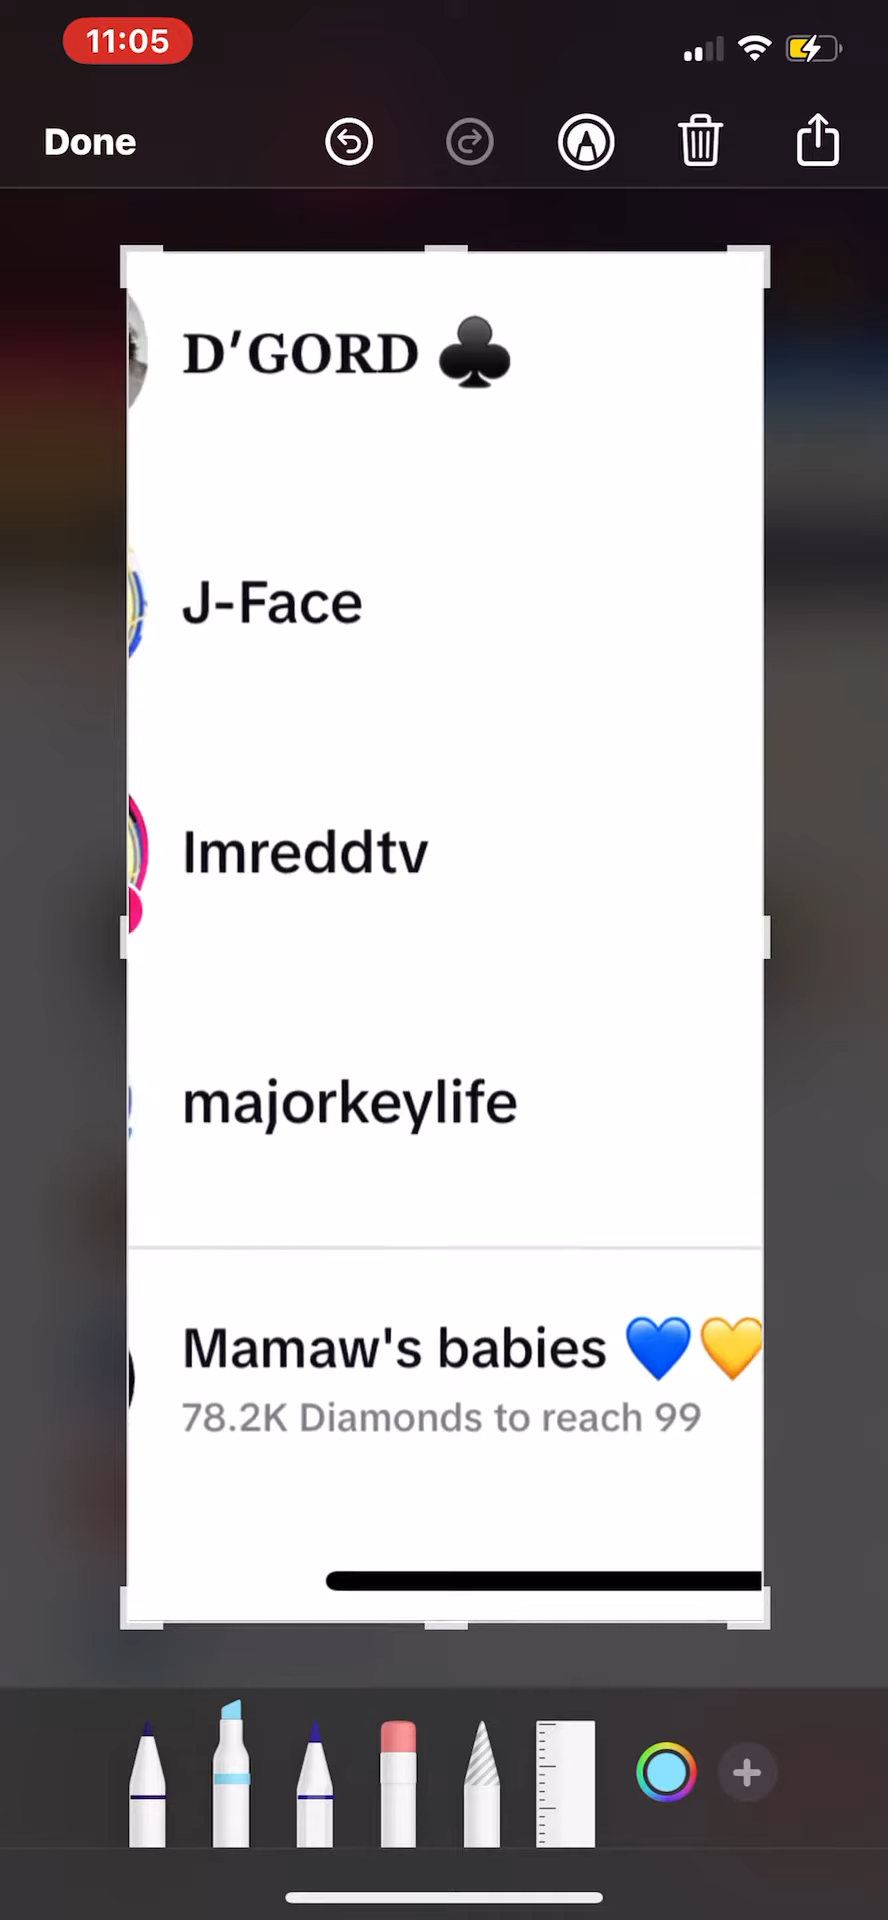 11:05
Done
D'GORD ♣️
J-Face
Imreddtv
majorkeylife
Mamaw's babies 💙💛
78.2K Diamonds to reach 99